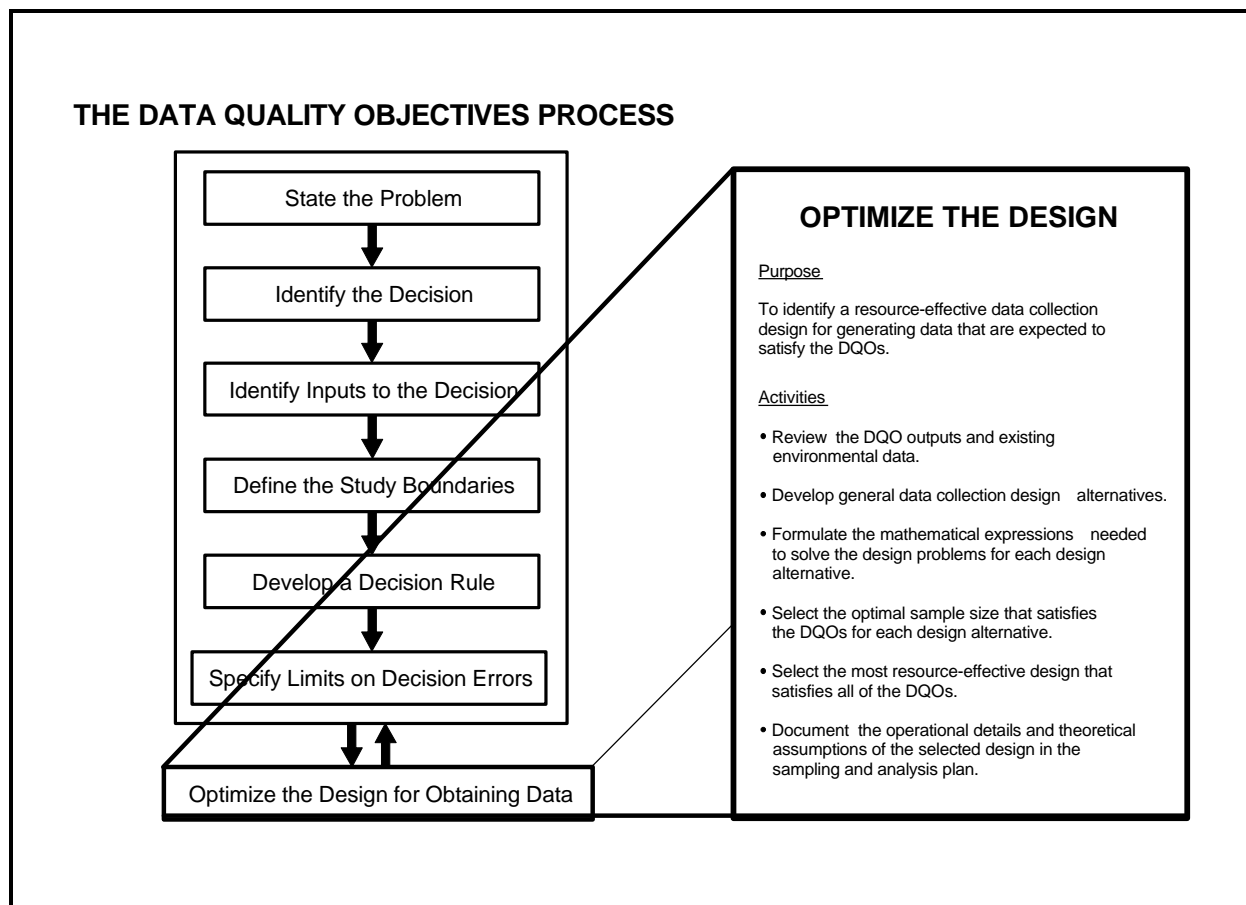 THE DATA QUALITY OBJECTIVES PROCESS
State the Problem
Identify the Decision
Identify Inputs to the Decision
Define the Study Boundaries
Develop a Decision Rule
Specify Limits on Decision Errors
Optimize the Design for Obtaining Data
OPTIMIZE THE DESIGN
Purpose
To identify a resource-effective data collection
design for generating data that are expected to
satisfy the DQOs.
Activities
• Review the DQO outputs and existing
environmental data.
• Develop general data collection design alternatives.
• Formulate the mathematical expressions needed
to solve the design problems for each design
alternative.
• Select the optimal sample size that satisfies
the DQOs for each design alternative.
• Select the most resource-effective design that
satisfies all of the DQOs.
• Document the operational details and theoretical
assumptions of the selected design in the
sampling and analysis plan.